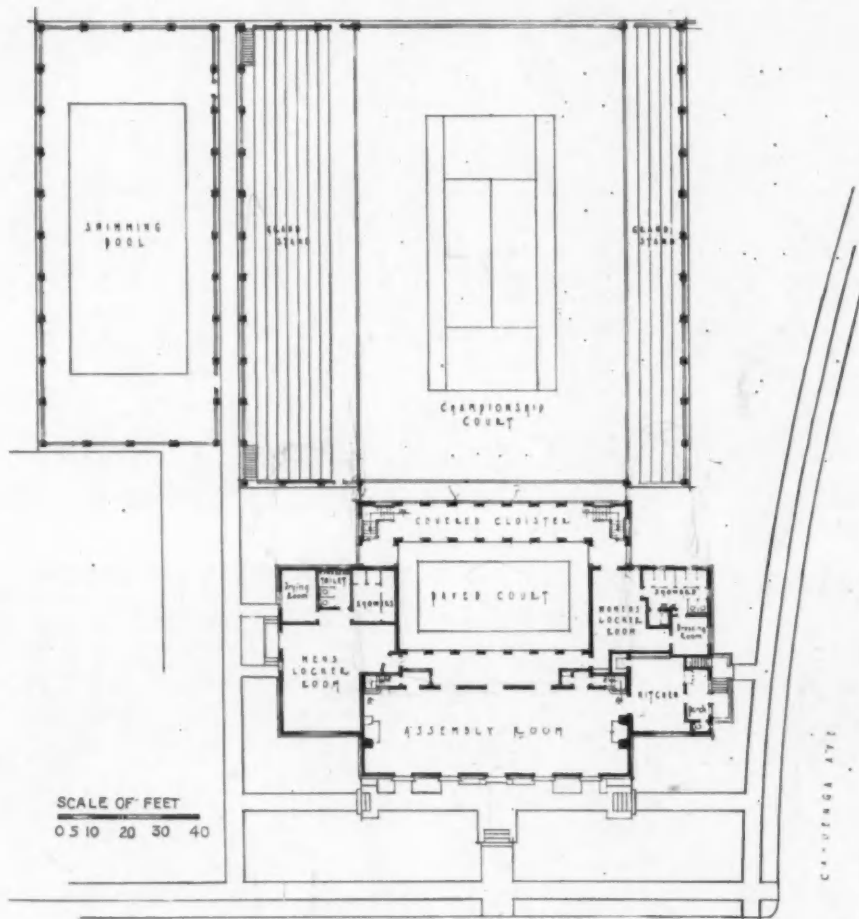 SWIMMING
POOL
GRAND
STAND
GRAND
STAND
CHAMPIONSHIP
COURT
COVERED CLOISTER
Drying
Room
TOILET
SHOWERS
PAVED COURT
SHOWERS
WOMENS
LOCKER
ROOM
Dressing
Room
MENS
LOCKER
ROOM
KITCHEN
Porch
ASSEMBLY ROOM
SCALE OF FEET
0 5 10 20 30 40
CAHUENGA AVE